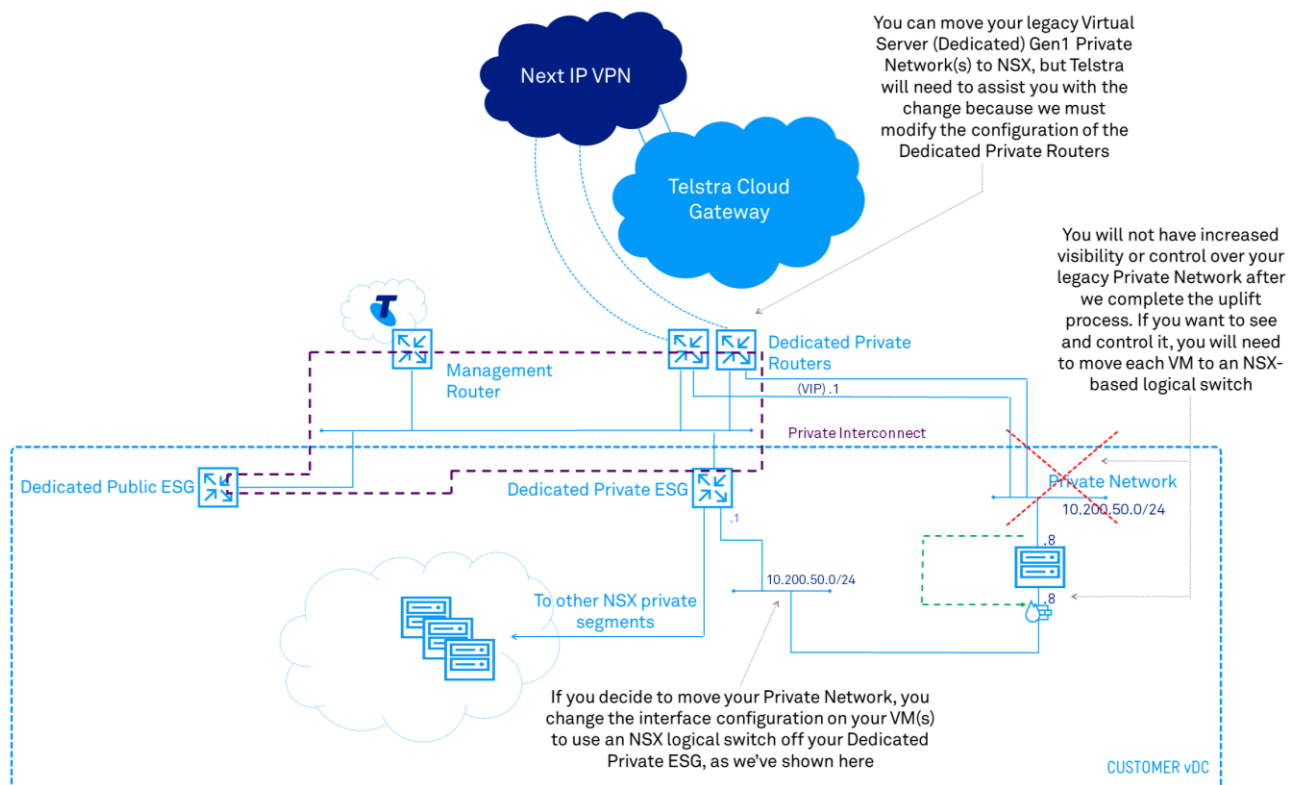 You can move your legacy Virtual
Server (Dedicated) Gen1 Private
Network(s) to NSX, but Telstra
will need to assist you with the
change because we must
modify the configuration of the
Dedicated Private Routers
Next IP VPN
Telstra Cloud
Gateway
You will not have increased
visibility or control over your
legacy Private Network after
we complete the uplift
process. If you want to see
and control it, you will need
to move each VM to an NSX-
based logical switch
T
Management
Router
Dedicated Private
Routers
(VIP) .1
Private Interconnect
Dedicated Public ESG
Dedicated Private ESG
.1
Private Network
10.200.50.0/24
.8
.8
10.200.50.0/24
To other NSX private
segments
If you decide to move your Private Network, you
change the interface configuration on your VM(s)
to use an NSX logical switch off your Dedicated
Private ESG, as we've shown here
CUSTOMER vDC